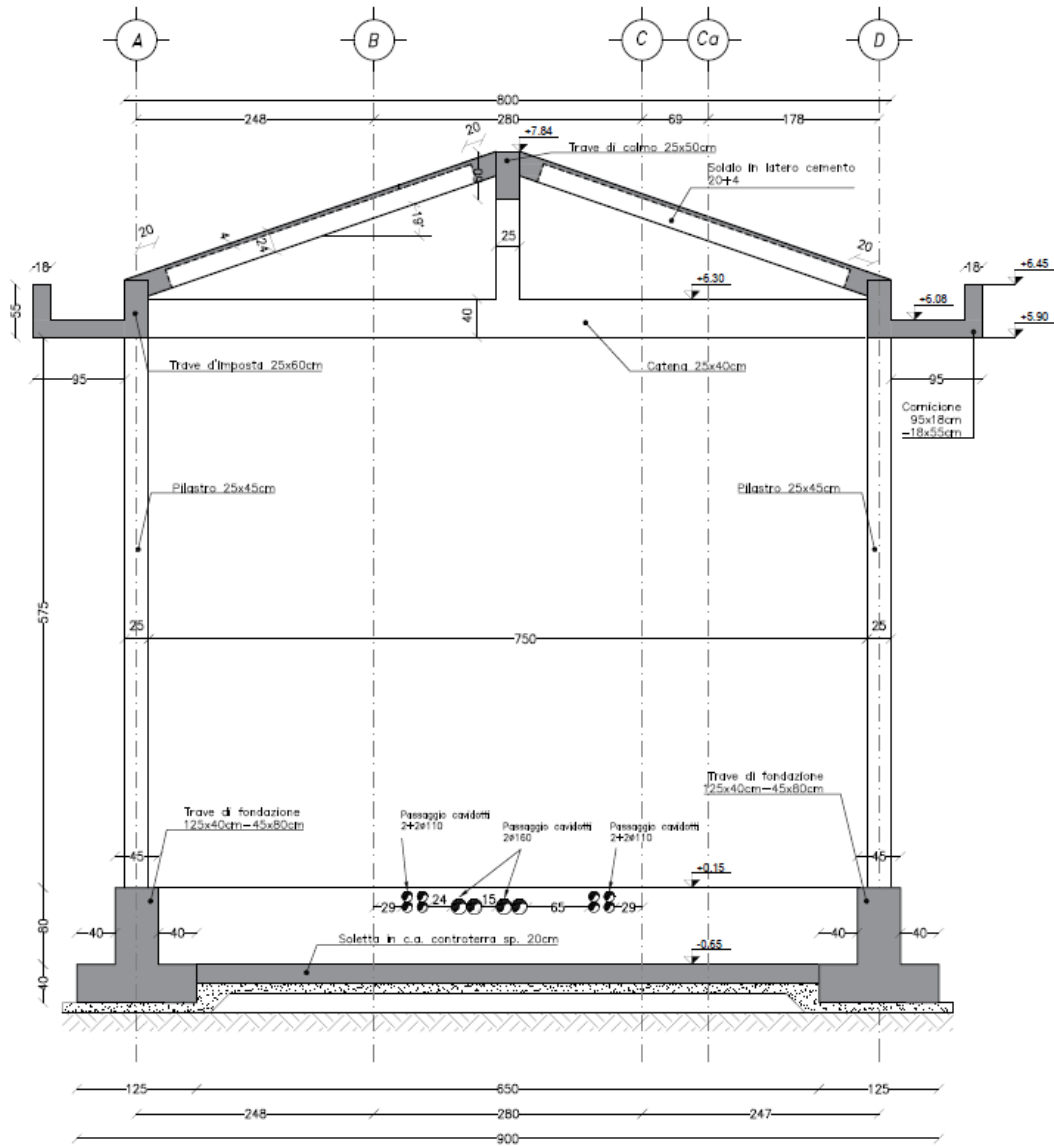 A
B
C
Ca
D
800
248
280
69
178
20
+7.84
Trave di colmo 25x50cm
50
Solaio in latero cemento
20+4
20
4
24
19°
25
20
18
18
+6.45
+6.30
+6.08
55
40
+5.90
Trave d'imposta 25x60cm
Catena 25x40cm
95
95
Cornicione
95x18cm
-18x55cm
Pilastro 25x45cm
Pilastro 25x45cm
575
25
750
25
Trave di fondazione
125x40cm-45x80cm
Trave di fondazione
125x40cm-45x80cm
Passaggio cavidotti
2+2ø110
Passaggio cavidotti
2ø160
Passaggio cavidotti
2+2ø110
45
45
+0.15
29
24
15
65
29
80
40
40
40
40
Soletta in c.a. controterra sp. 20cm
-0.65
40
125
650
125
248
280
247
900